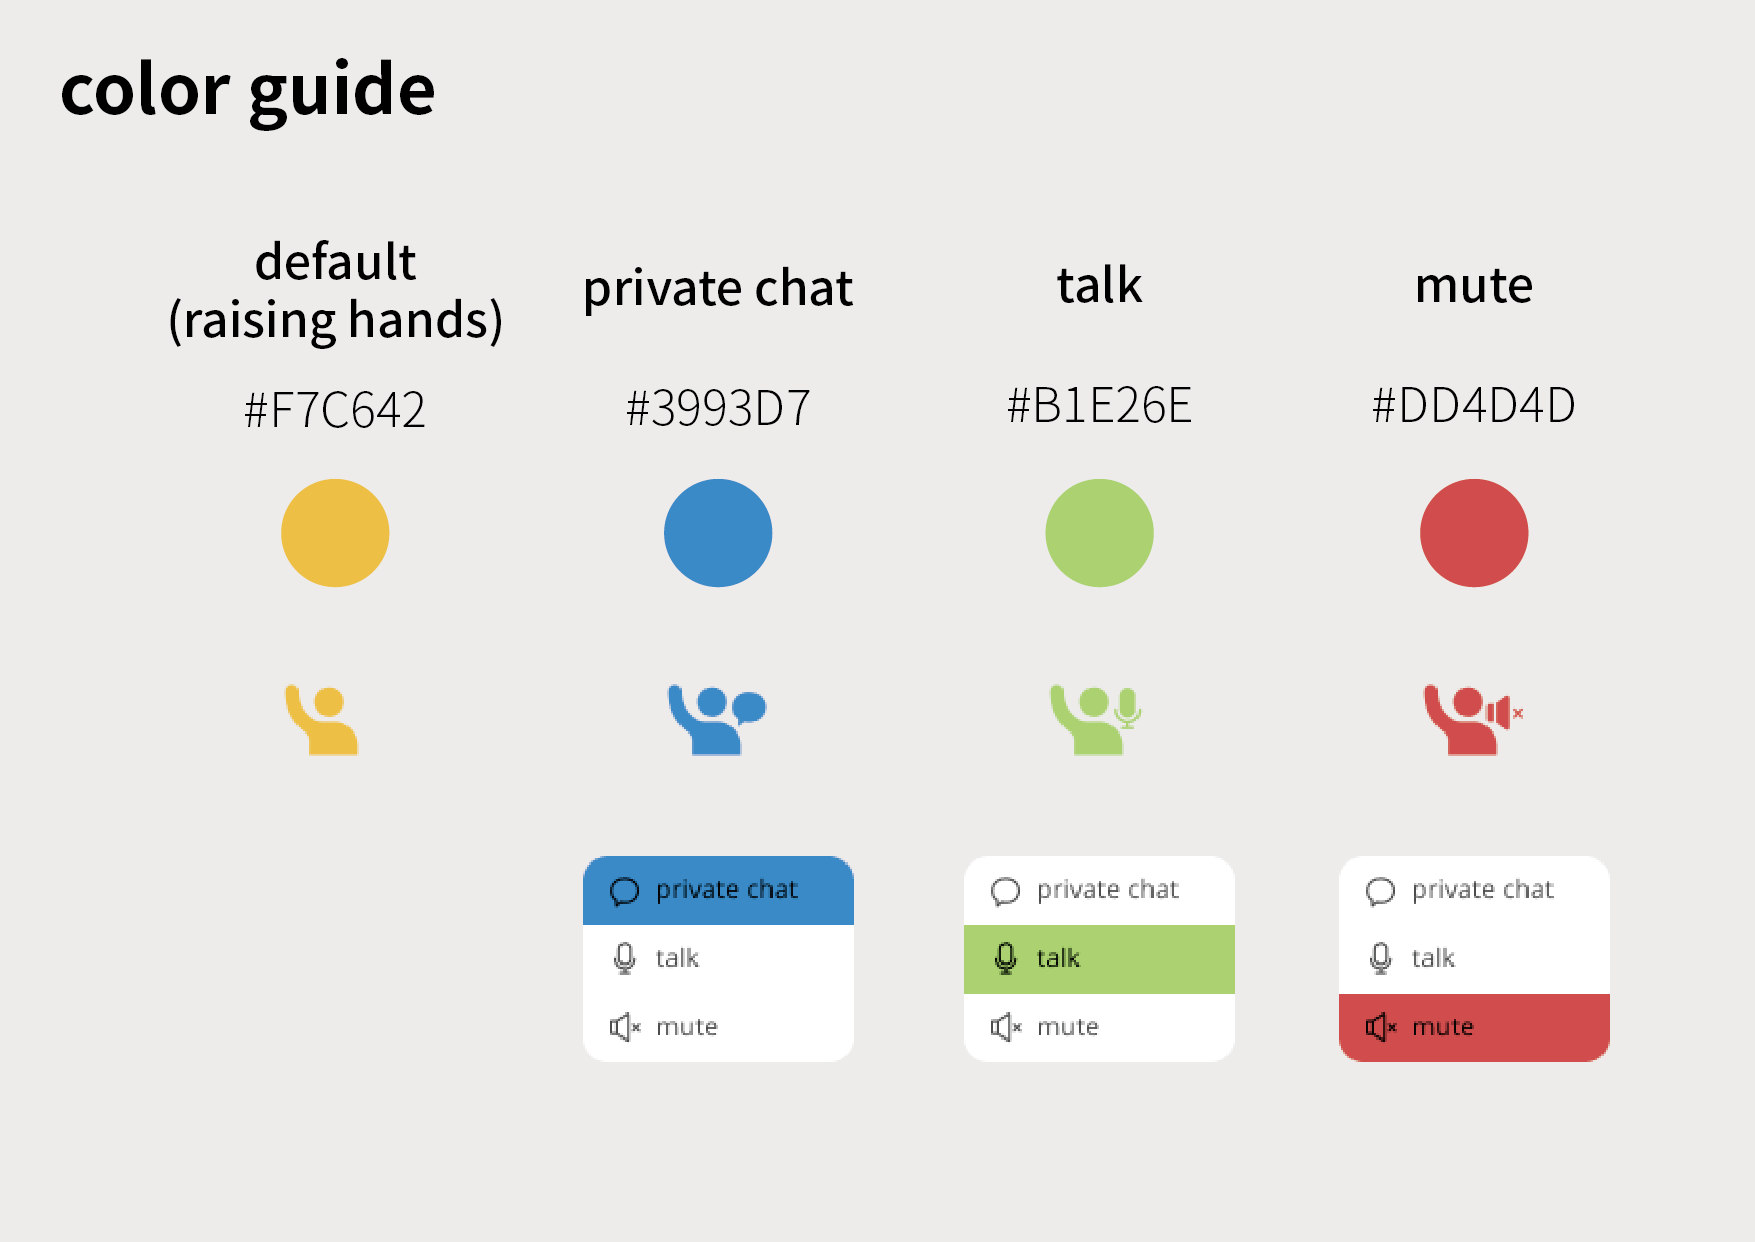 color guide
default
(raising hands)
#F7C642
private chat
#3993D7
talk
#B1E26E
mute
#DD4D4D
private chat
talk
mute
private chat
talk
mute
private chat
talk
mute